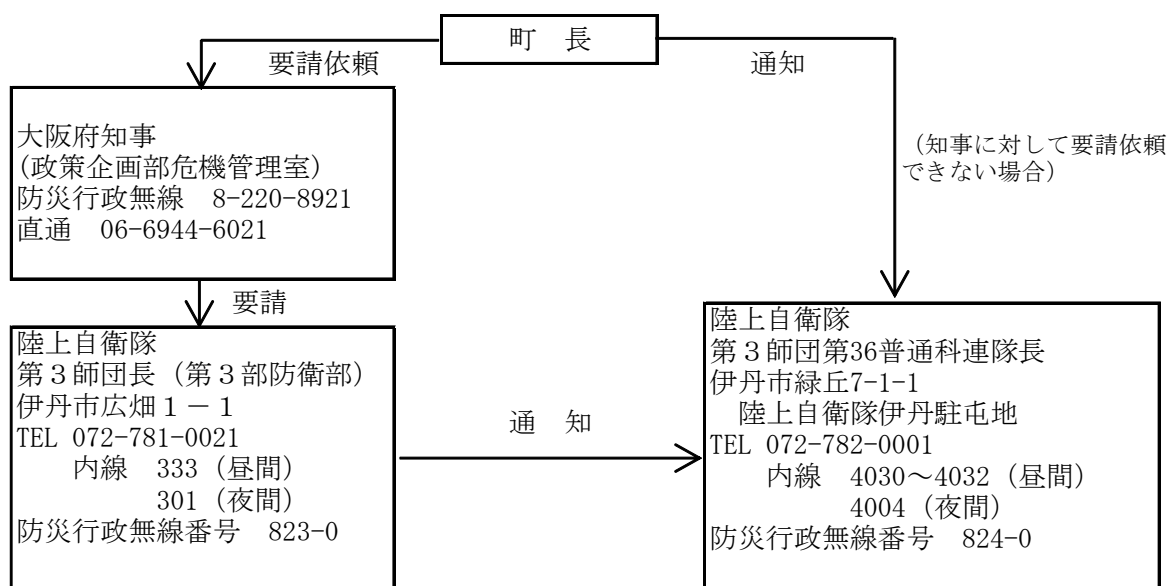 町　長
要請依頼
通知
大阪府知事
(政策企画部危機管理室)
防災行政無線　8-220-8921
直通　06-6944-6021
（知事に対して要請依頼
できない場合）
要請
陸上自衛隊
第３師団長（第３部防衛部）
伊丹市広畑１－１
TEL 072-781-0021
内線　333（昼間）
301（夜間）
防災行政無線番号　823-0
通　知
陸上自衛隊
第３師団第36普通科連隊長
伊丹市緑丘7-1-1
陸上自衛隊伊丹駐屯地
TEL 072-782-0001
内線　4030～4032（昼間）
4004（夜間）
防災行政無線番号　824-0